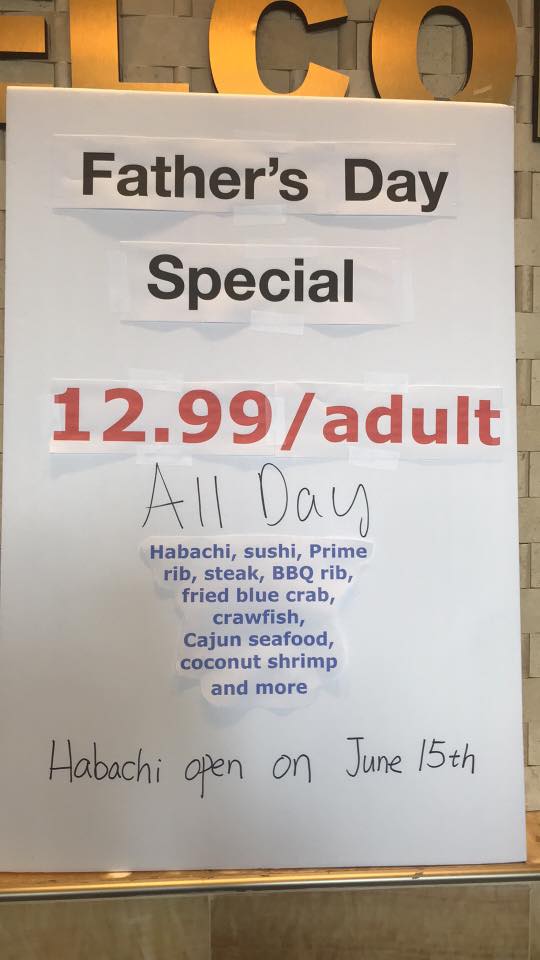 ELCO
Father's Day
Special
12.99/adult
All Day
Habachi, sushi, Prime
rib, steak, BBQ rib,
fried blue crab,
crawfish,
Cajun seafood,
coconut shrimp
and more
Habachi open on June 15th